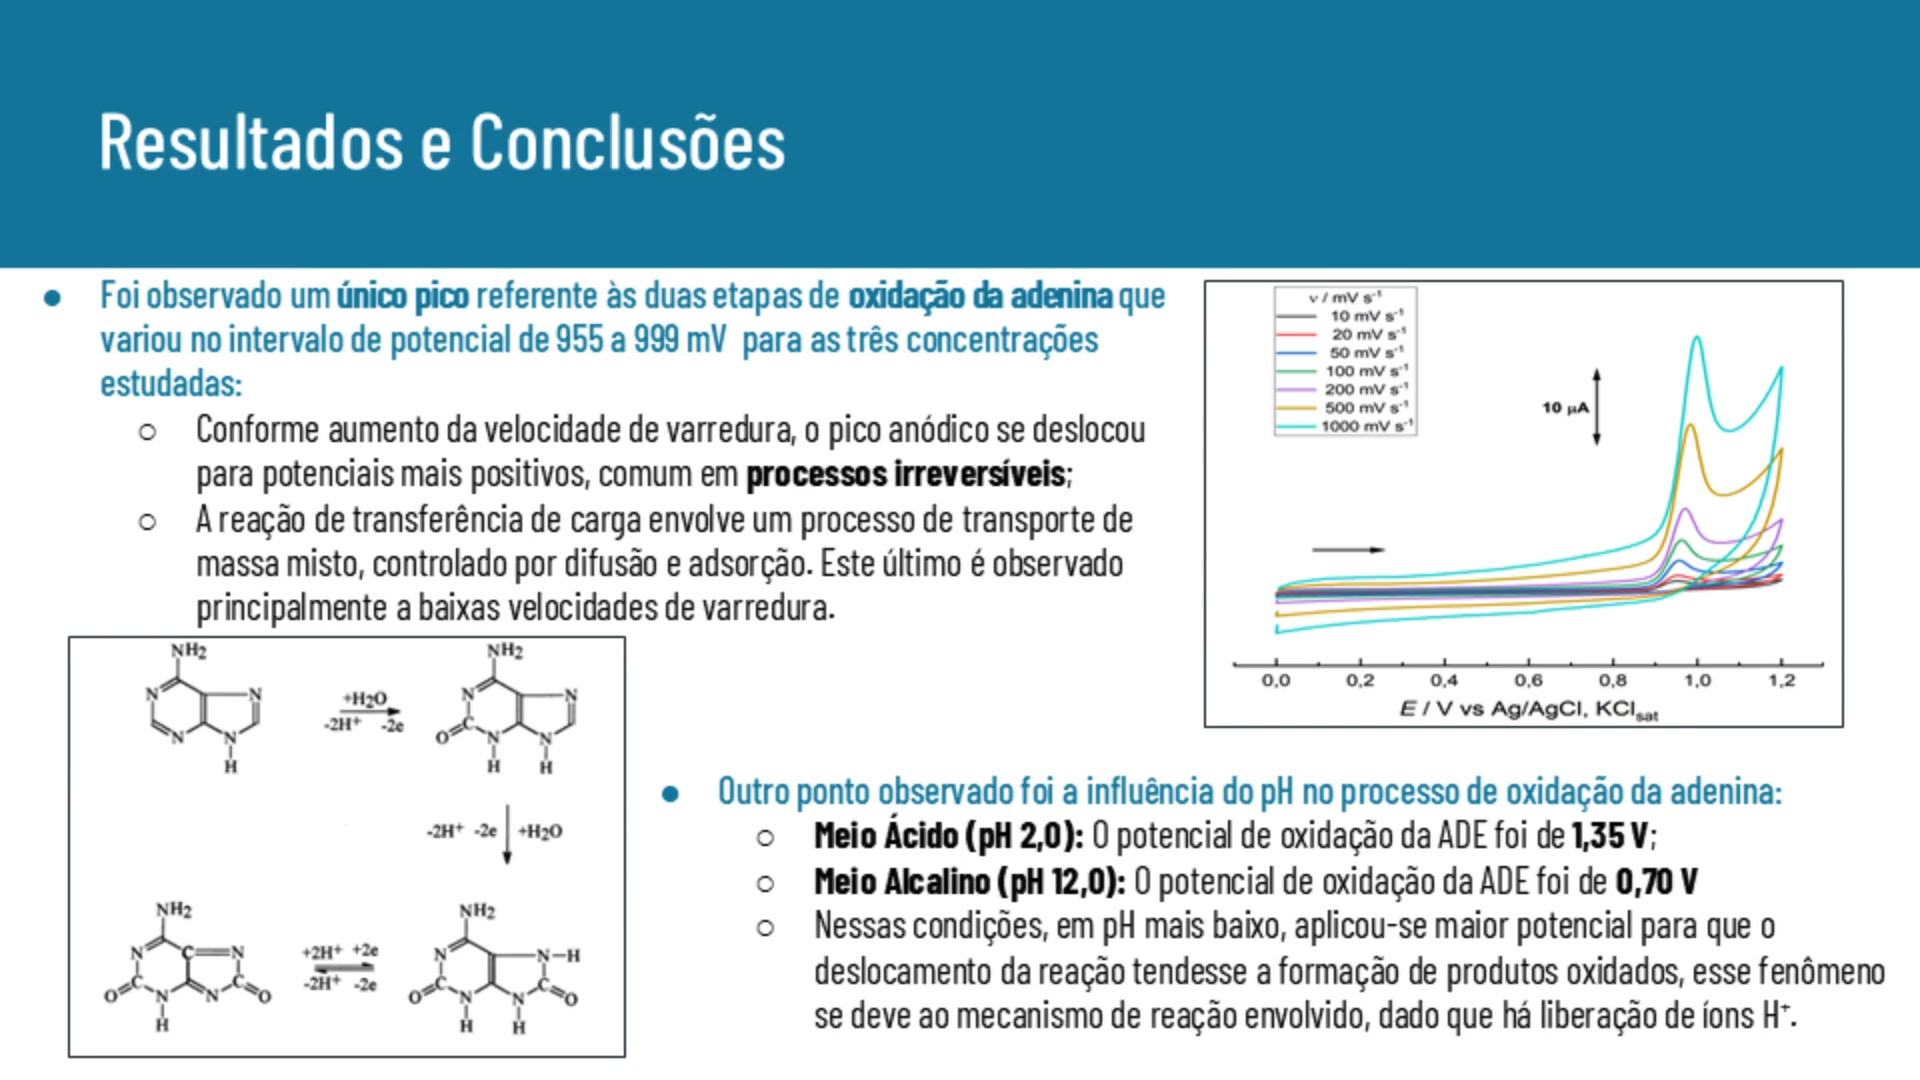 Resultados e Conclusões
● Foi observado um único pico referente às duas etapas de oxidação da adenina que
variou no intervalo de potencial de 955 a 999 mV para as três concentrações
estudadas:
○ Conforme aumento da velocidade de varredura, o pico anódico se deslocou
para potenciais mais positivos, comum em processos irreversíveis;
○ A reação de transferência de carga envolve um processo de transporte de
massa misto, controlado por difusão e adsorção. Este último é observado
principalmente a baixas velocidades de varredura.
ν / mV s⁻¹
10 mV s⁻¹
20 mV s⁻¹
50 mV s⁻¹
100 mV s⁻¹
200 mV s⁻¹
500 mV s⁻¹
1000 mV s⁻¹
10 μA
0,0 0,2 0,4 0,6 0,8 1,0 1,2
E / V vs Ag/AgCl, KCl sat
NH2 NH2
N N +H2O N N
-2H⁺ -2e
N N O C N N
H H H
-2H⁺ -2e +H2O
NH2 NH2
N C N +2H⁺ +2e N N–H
-2H⁺ -2e
O C N N C O O C N N C O
H H H
● Outro ponto observado foi a influência do pH no processo de oxidação da adenina:
○ Meio Ácido (pH 2,0): O potencial de oxidação da ADE foi de 1,35 V;
○ Meio Alcalino (pH 12,0): O potencial de oxidação da ADE foi de 0,70 V
○ Nessas condições, em pH mais baixo, aplicou-se maior potencial para que o
deslocamento da reação tendesse a formação de produtos oxidados, esse fenômeno
se deve ao mecanismo de reação envolvido, dado que há liberação de íons H⁺.